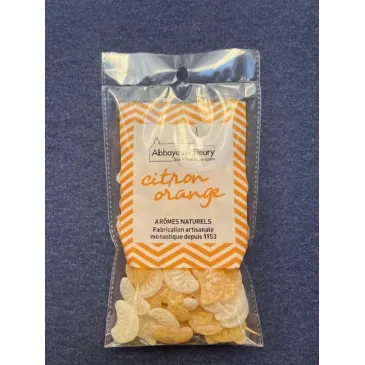 Abbaye de Fleury
citron
orange
ARÔMES NATURELS
Fabrication artisanale
monastique depuis 1953